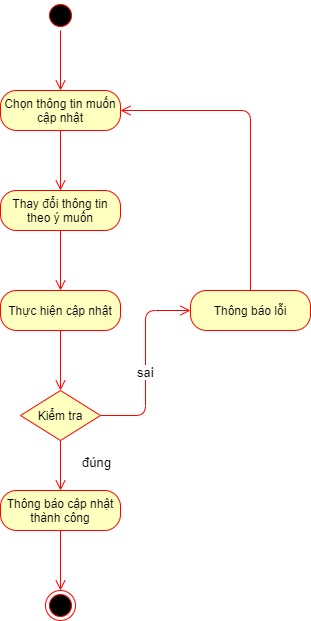 Chọn thông tin muốn
cập nhật
Thay đổi thông tin
theo ý muốn
Thực hiện cập nhật
Thông báo lỗi
sai
Kiểm tra
đúng
Thông báo cập nhật
thành công